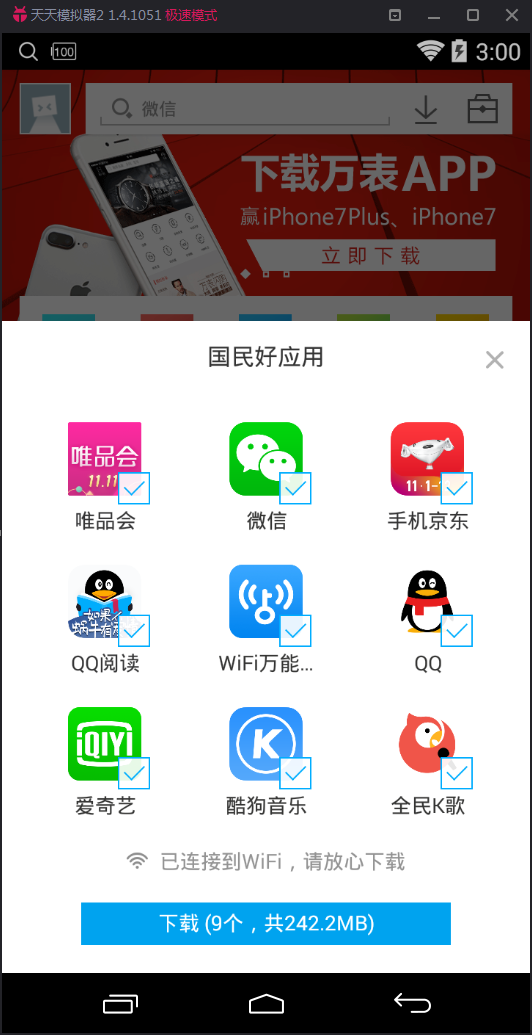 天天模拟器2 1.4.1051 极速模式
100
3:00
微信
下载万表APP
赢iPhone7Plus、iPhone7
立即下载
国民好应用
唯品会
11.11
11·1-1
唯品会
微信
手机京东
如果
蜗牛有
QQ阅读
WiFi万能...
QQ
iQIYI
K
爱奇艺
酷狗音乐
全民K歌
已连接到WiFi，请放心下载
下载 (9个，共242.2MB)